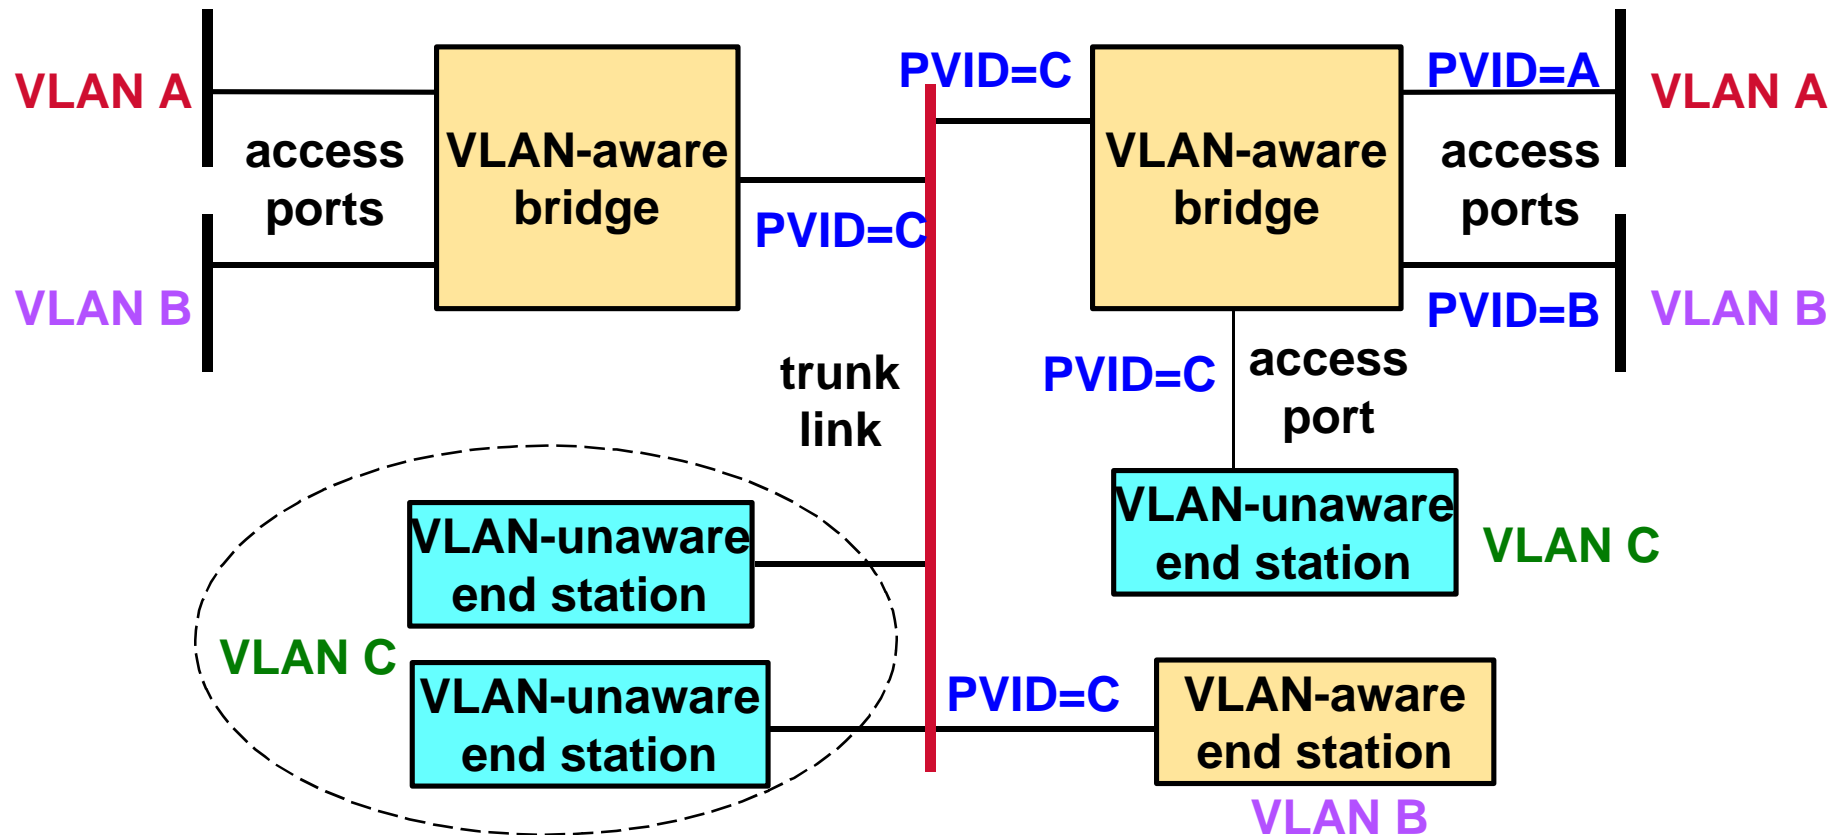 VLAN A
access
ports
VLAN B
VLAN-aware
bridge
PVID=C
PVID=C
VLAN-aware
bridge
PVID=A
VLAN A
access
ports
PVID=B
VLAN B
trunk
link
PVID=C
access
port
VLAN-unaware
end station
VLAN C
VLAN-unaware
end station
VLAN C
VLAN-unaware
end station
PVID=C
VLAN-aware
end station
VLAN B